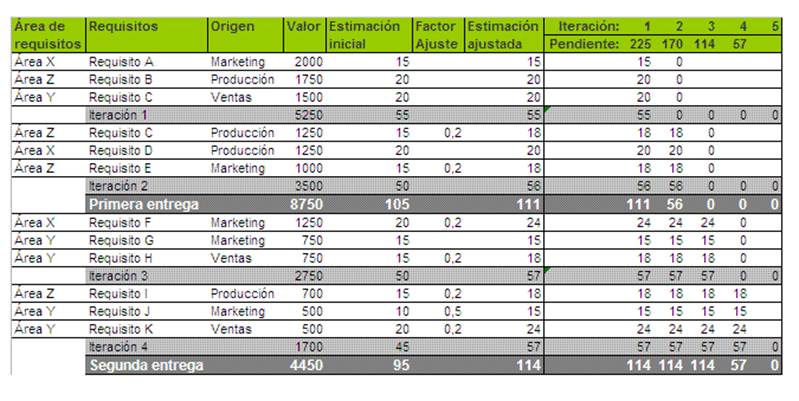 Área de requisitos Requisitos Origen Valor Estimación inicial Factor Ajuste Estimación ajustada Iteración: 1 2 3 4 5
Pendiente: 225 170 114 57
Área X Requisito A Marketing 2000 15 15 15 0
Área Z Requisito B Producción 1750 20 20 20 0
Área Y Requisito C Ventas 1500 20 20 20 0
Iteración 1 5250 55 55 55 0 0 0 0
Área Z Requisito C Producción 1250 15 0,2 18 18 18 0
Área X Requisito D Producción 1250 20 20 20 20 0
Área Z Requisito E Marketing 1000 15 0,2 18 18 18 0
Iteración 2 3500 50 56 56 56 0 0 0
Primera entrega 8750 105 111 111 56 0 0 0
Área X Requisito F Marketing 1250 20 0,2 24 24 24 24 0
Área Y Requisito G Marketing 750 15 15 15 15 15 0
Área Y Requisito H Ventas 750 15 0,2 18 18 18 18 0
Iteración 3 2750 50 57 57 57 57 0 0
Área Z Requisito I Producción 700 15 0,2 18 18 18 18 18
Área Y Requisito J Marketing 500 10 0,5 15 15 15 15 15
Área Y Requisito K Ventas 500 20 0,2 24 24 24 24 24
Iteración 4 1700 45 57 57 57 57 57 0
Segunda entrega 4450 95 114 114 114 114 57 0